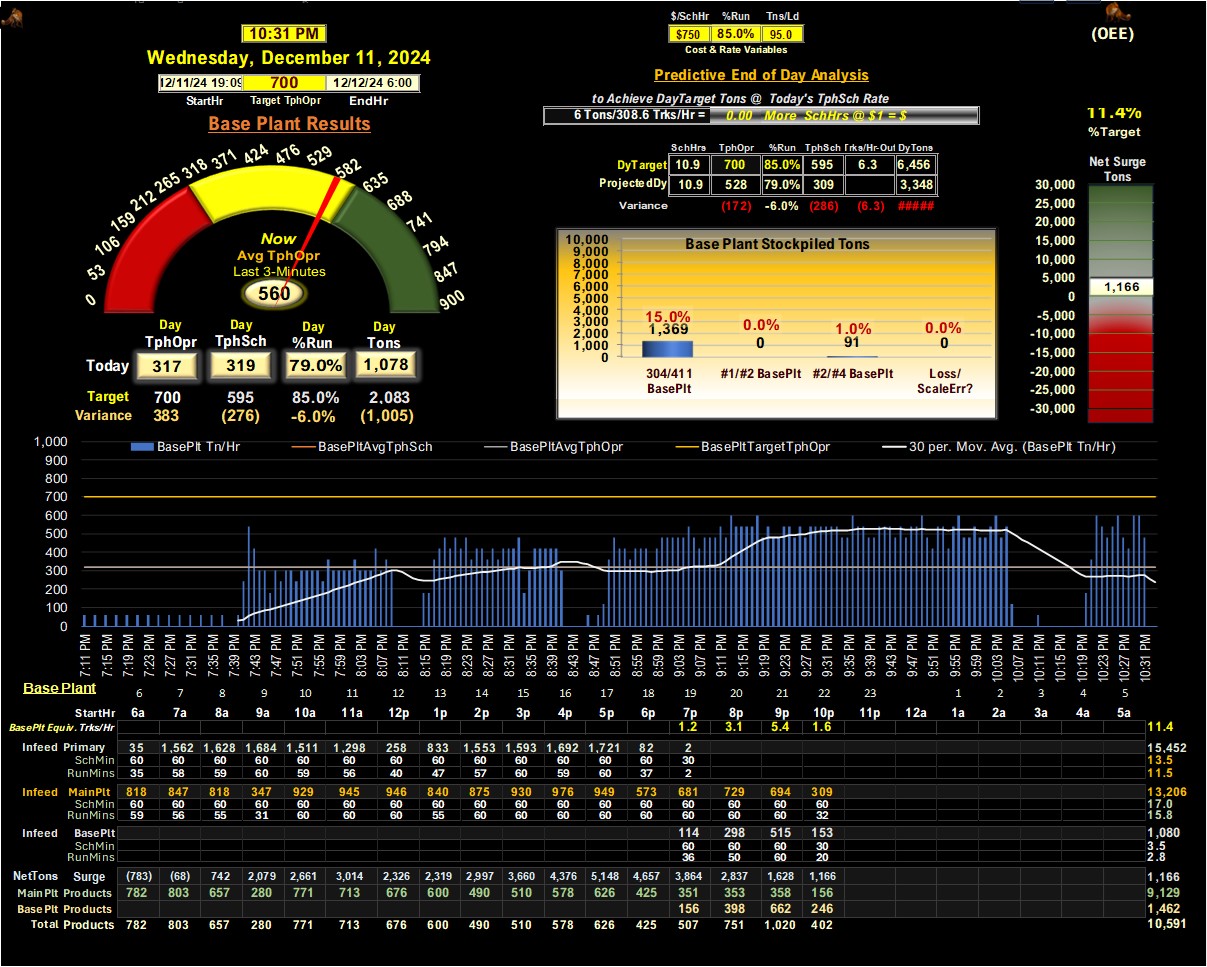 10:31 PM
Wednesday, December 11, 2024
12/11/24 19:09 700 12/12/24 6:00
StartHr Target TphOpr EndHr
Base Plant Results
0 53 106 159 212 265 318 371 424 476 529 582 635 688 741 794 847 900
Now
Avg TphOpr
Last 3-Minutes
560
Day Day Day Day
TphOpr TphSch %Run Tons
Today 317 319 79.0% 1,078
Target 700 595 85.0% 2,083
Variance 383 (276) -6.0% (1,005)
$/SchHr %Run Tns/Ld
$750 85.0% 95.0
Cost & Rate Variables
Predictive End of Day Analysis
to Achieve DayTarget Tons @ Today's TphSch Rate
6 Tons/308.6 Trks/Hr = 0.00 More SchHrs @ $1 = $
SchHrs TphOpr %Run TphSch Trks/Hr-Out DyTons
DyTarget 10.9 700 85.0% 595 6.3 6,456
ProjectedDy 10.9 528 79.0% 309 3,348
Variance (172) -6.0% (286) (6.3) #####
Base Plant Stockpiled Tons
10,000
9,000
8,000
7,000
6,000
5,000
4,000
3,000
2,000
1,000
0
15.0% 0.0% 1.0% 0.0%
1,369 0 91 0
304/411 BasePlt
#1/#2 BasePlt
#2/#4 BasePlt
Loss/ ScaleErr?
(OEE)
11.4%
%Target
Net Surge
Tons
30,000
25,000
20,000
15,000
10,000
5,000
1,166
0
-5,000
-10,000
-15,000
-20,000
-25,000
-30,000
BasePlt Tn/Hr BasePltAvgTphSch BasePltAvgTphOpr BasePltTargetTphOpr 30 per. Mov. Avg. (BasePlt Tn/Hr)
1,000
900
800
700
600
500
400
300
200
100
0
7:11 PM 7:15 PM 7:19 PM 7:23 PM 7:27 PM 7:31 PM 7:35 PM 7:39 PM 7:43 PM 7:47 PM 7:51 PM 7:55 PM 7:59 PM 8:03 PM 8:07 PM 8:11 PM 8:15 PM 8:19 PM 8:23 PM 8:27 PM 8:31 PM 8:35 PM 8:39 PM 8:43 PM 8:47 PM 8:51 PM 8:55 PM 8:59 PM 9:03 PM 9:07 PM 9:11 PM 9:15 PM 9:19 PM 9:23 PM 9:27 PM 9:31 PM 9:35 PM 9:39 PM 9:43 PM 9:47 PM 9:51 PM 9:55 PM 9:59 PM 10:03 PM 10:07 PM 10:11 PM 10:15 PM 10:19 PM 10:23 PM 10:27 PM 10:31 PM
Base Plant 6 7 8 9 10 11 12 13 14 15 16 17 18 19 20 21 22 23 1 2 3 4 5
StartHr 6a 7a 8a 9a 10a 11a 12p 1p 2p 3p 4p 5p 6p 7p 8p 9p 10p 11p 12a 1a 2a 3a 4a 5a
BasePlt Equiv. Trks/Hr 1.2 3.1 5.4 1.6 11.4
Infeed Primary 35 1,562 1,628 1,684 1,511 1,298 258 833 1,553 1,593 1,692 1,721 82 2 15,452
SchMin 60 60 60 60 60 60 60 60 60 60 60 60 60 30 13.5
RunMins 35 58 59 60 59 56 40 47 57 60 59 60 37 2 11.5
Infeed MainPlt 818 847 818 347 929 945 946 840 875 930 976 949 573 681 729 694 309 13,206
SchMin 60 60 60 60 60 60 60 60 60 60 60 60 60 60 60 60 60 17.0
RunMins 59 56 55 31 60 60 60 55 60 60 60 60 60 60 60 60 32 15.8
Infeed BasePlt 114 298 515 153 1,080
SchMin 60 60 60 30 3.5
RunMins 36 50 60 20 2.8
NetTons Surge (783) (68) 742 2,079 2,661 3,014 2,326 2,319 2,997 3,660 4,376 5,148 4,657 3,864 2,837 1,628 1,166 1,166
MainPlt Products 782 803 657 280 771 713 676 600 490 510 578 626 425 351 353 358 156 9,129
BasePlt Products 156 398 662 246 1,462
Total Products 782 803 657 280 771 713 676 600 490 510 578 626 425 507 751 1,020 402 10,591